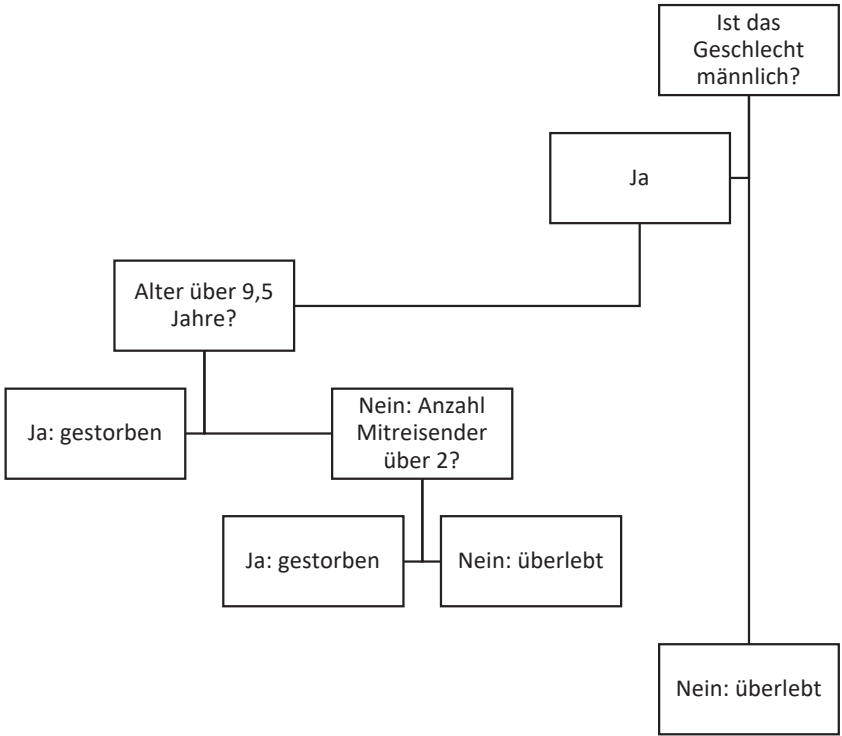 Ist das
Geschlecht
männlich?
Ja
Alter über 9,5
Jahre?
Ja: gestorben
Nein: Anzahl
Mitreisender
über 2?
Ja: gestorben
Nein: überlebt
Nein: überlebt